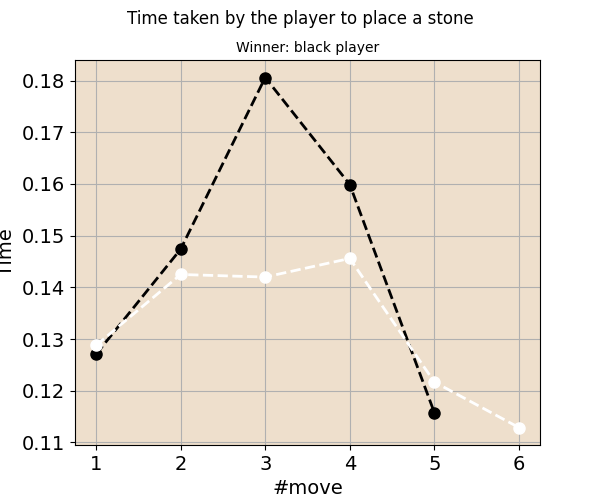 Time taken by the player to place a stone
Winner: black player
0.18
0.17
0.16
0.15
0.14
0.13
0.12
0.11
Time
1 2 3 4 5 6
#move